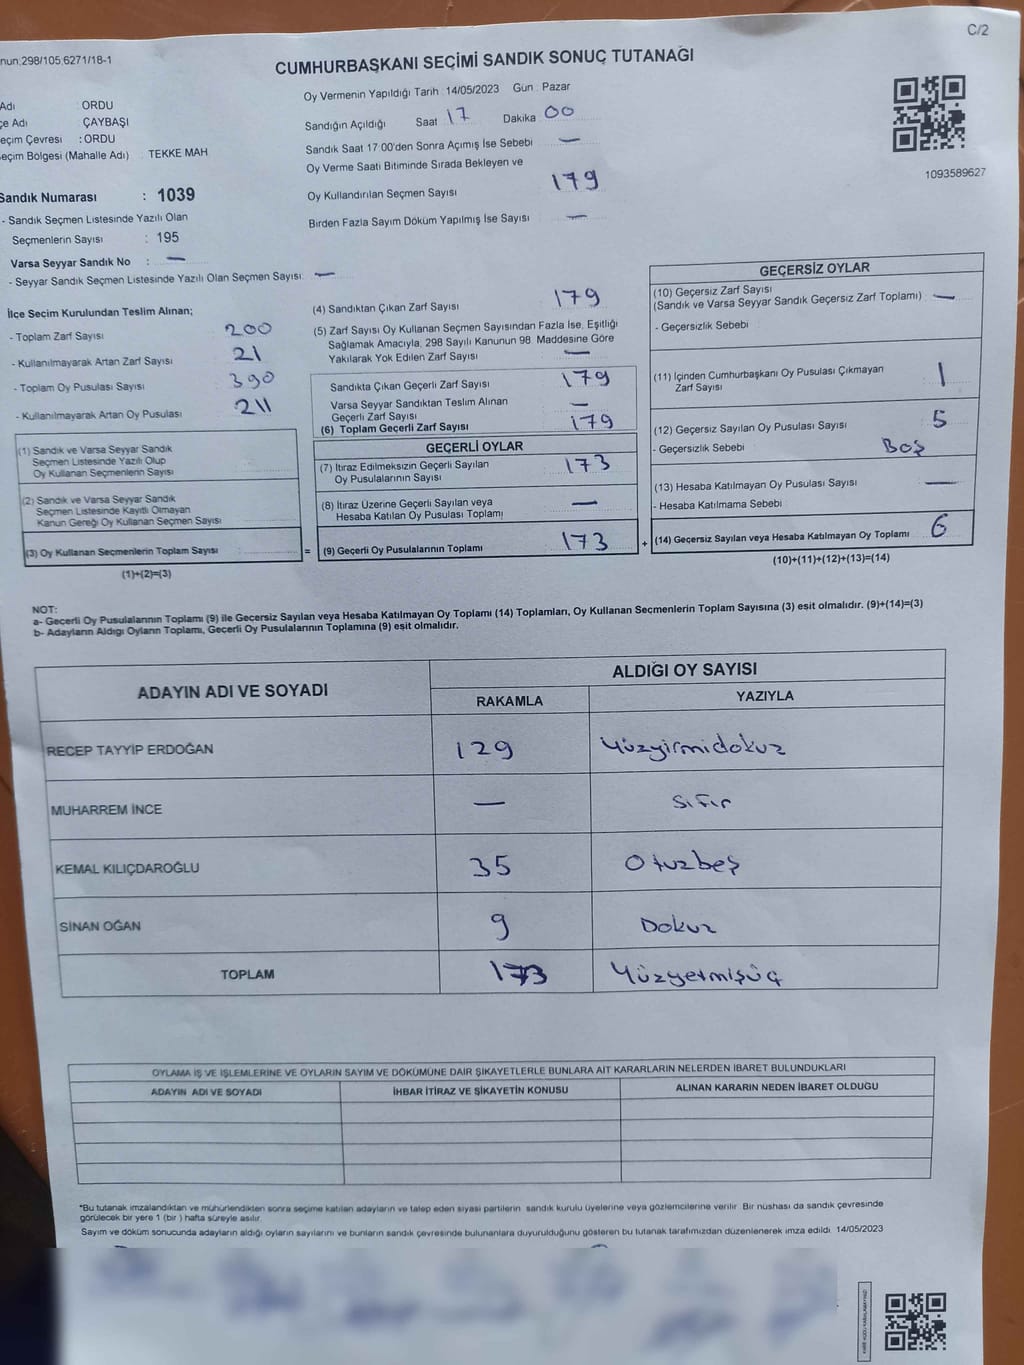 C/2
nun:298/105,6271/18-1
CUMHURBAŞKANI SEÇİMİ SANDIK SONUÇ TUTANAĞI
Adı : ORDU
çe Adı : ÇAYBAŞI
eçim Çevresi : ORDU
eçim Bölgesi (Mahalle Adı) : TEKKE MAH
Sandık Numarası : 1039
- Sandık Seçmen Listesinde Yazılı Olan
Seçmenlerin Sayısı : 195
Varsa Seyyar Sandık No : —
- Seyyar Sandık Seçmen Listesinde Yazılı Olan Seçmen Sayısı: —
Oy Vermenin Yapıldığı Tarih :14/05/2023 Gün : Pazar
Sandığın Açıldığı Saat 17 Dakika 00
Sandık Saat 17 00'den Sonra Açımış İse Sebebi —
Oy Verme Saati Bitiminde Sırada Bekleyen ve
Oy Kullandırılan Seçmen Sayısı 179
Birden Fazla Sayım Döküm Yapılmış İse Sayısı —
1093589627
İlçe Seçim Kurulundan Teslim Alınan;
- Toplam Zarf Sayısı 200
- Kullanılmayarak Artan Zarf Sayısı 21
- Toplam Oy Pusulası Sayısı 390
- Kullanılmayarak Artan Oy Pusulası 211
(1) Sandık ve Varsa Seyyar Sandık
Seçmen Listesinde Yazılı Olup
Oy Kullanan Seçmenlerin Sayısı
(2) Sandık ve Varsa Seyyar Sandık
Seçmen Listesinde Kayıtlı Olmayan
Kanun Gereği Oy Kullanan Seçmen Sayısı
(3) Oy Kullanan Seçmenlerin Toplam Sayısı
(1)+(2)=(3)
(4) Sandıktan Çıkan Zarf Sayısı 179
(5) Zarf Sayısı Oy Kullanan Seçmen Sayısından Fazla İse, Eşitliği
Sağlamak Amacıyla, 298 Sayılı Kanunun 98. Maddesine Göre
Yakılarak Yok Edilen Zarf Sayısı —
Sandıkta Çıkan Geçerli Zarf Sayısı 179
Varsa Seyyar Sandıktan Teslim Alınan
Geçerli Zarf Sayısı —
(6) Toplam Geçerli Zarf Sayısı 179
GEÇERLİ OYLAR
(7) İtiraz Edilmeksizin Geçerli Sayılan
Oy Pusulalarının Sayısı 173
(8) İtiraz Üzerine Geçerli Sayılan veya
Hesaba Katılan Oy Pusulası Toplamı —
= (9) Geçerli Oy Pusulalarının Toplamı 173
GEÇERSİZ OYLAR
(10) Geçersiz Zarf Sayısı
(Sandık ve Varsa Seyyar Sandık Geçersiz Zarf Toplamı) : —
- Geçersizlik Sebebi
(11) İçinden Cumhurbaşkanı Oy Pusulası Çıkmayan
Zarf Sayısı 1
(12) Geçersiz Sayılan Oy Pusulası Sayısı 5
- Geçersizlik Sebebi Boş
(13) Hesaba Katılmayan Oy Pusulası Sayısı —
- Hesaba Katılmama Sebebi
+ (14) Geçersiz Sayılan veya Hesaba Katılmayan Oy Toplamı 6
(10)+(11)+(12)+(13)=(14)
NOT:
a- Gecerli Oy Pusulalarının Toplamı (9) ile Gecersiz Sayılan veya Hesaba Katılmayan Oy Toplamı (14) Toplamları, Oy Kullanan Seçmenlerin Toplam Sayısına (3) esit olmalıdır. (9)+(14)=(3)
b- Adayların Aldığı Oyların Toplamı, Gecerli Oy Pusulalarının Toplamına (9) esit olmalıdır.
ADAYIN ADI VE SOYADI
ALDIĞI OY SAYISI
RAKAMLA YAZIYLA
RECEP TAYYİP ERDOĞAN 129 Yüzyirmidokuz
MUHARREM İNCE — Sıfır
KEMAL KILIÇDAROĞLU 35 Otuzbeş
SİNAN OĞAN 9 Dokuz
TOPLAM 173 Yüzyetmişüç
OYLAMA İŞ VE İŞLEMLERİNE VE OYLARIN SAYIM VE DÖKÜMÜNE DAİR ŞİKAYETLERLE BUNLARA AİT KARARLARIN NELERDEN İBARET BULUNDUKLARI
ADAYIN ADI VE SOYADI İHBAR İTİRAZ VE ŞİKAYETİN KONUSU ALINAN KARARIN NEDEN İBARET OLDUGU
*Bu tutanak imzalandıktan ve mühürlendikten sonra seçime katılan adayların ve talep eden siyasi partilerin sandık kurulu üyelerine veya gözlemcilerine verilir. Bir nüshası da sandık çevresinde
görülecek bir yere 1 (bir ) hafta süreyle asılır.
Sayım ve döküm sonucunda adayların aldığı oyların sayılarını ve bunların sandık çevresinde bulunanlara duyurulduğunu gösteren bu tutanak tarafımızdan düzenlenerek imza edildi. 14/05/2023